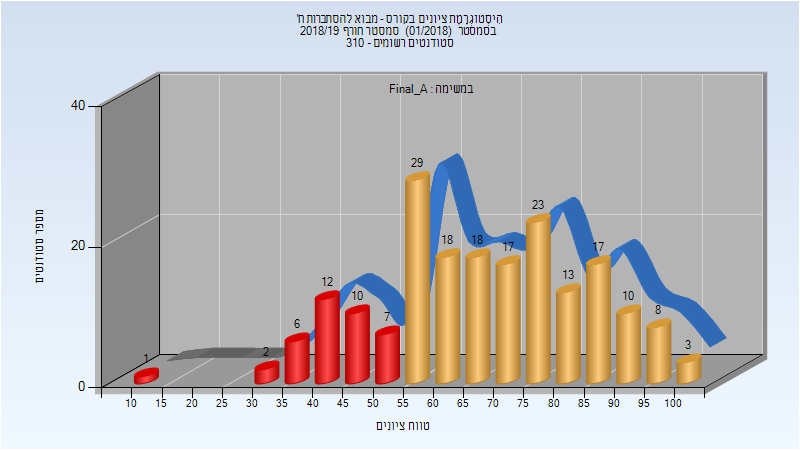 היסטוגרמת ציונים בקורס - מבוא להסתברות ח'
בסמסטר (01/2018) סמסטר חורף 2018/19
סטודנטים רשומים - 310
במשימה : Final_A
מספר סטודנטים
40
20
0
1
2
6
12
10
7
29
18
18
17
23
13
17
10
8
3
10 15 20 25 30 35 40 45 50 55 60 65 70 75 80 85 90 95 100
טווח ציונים